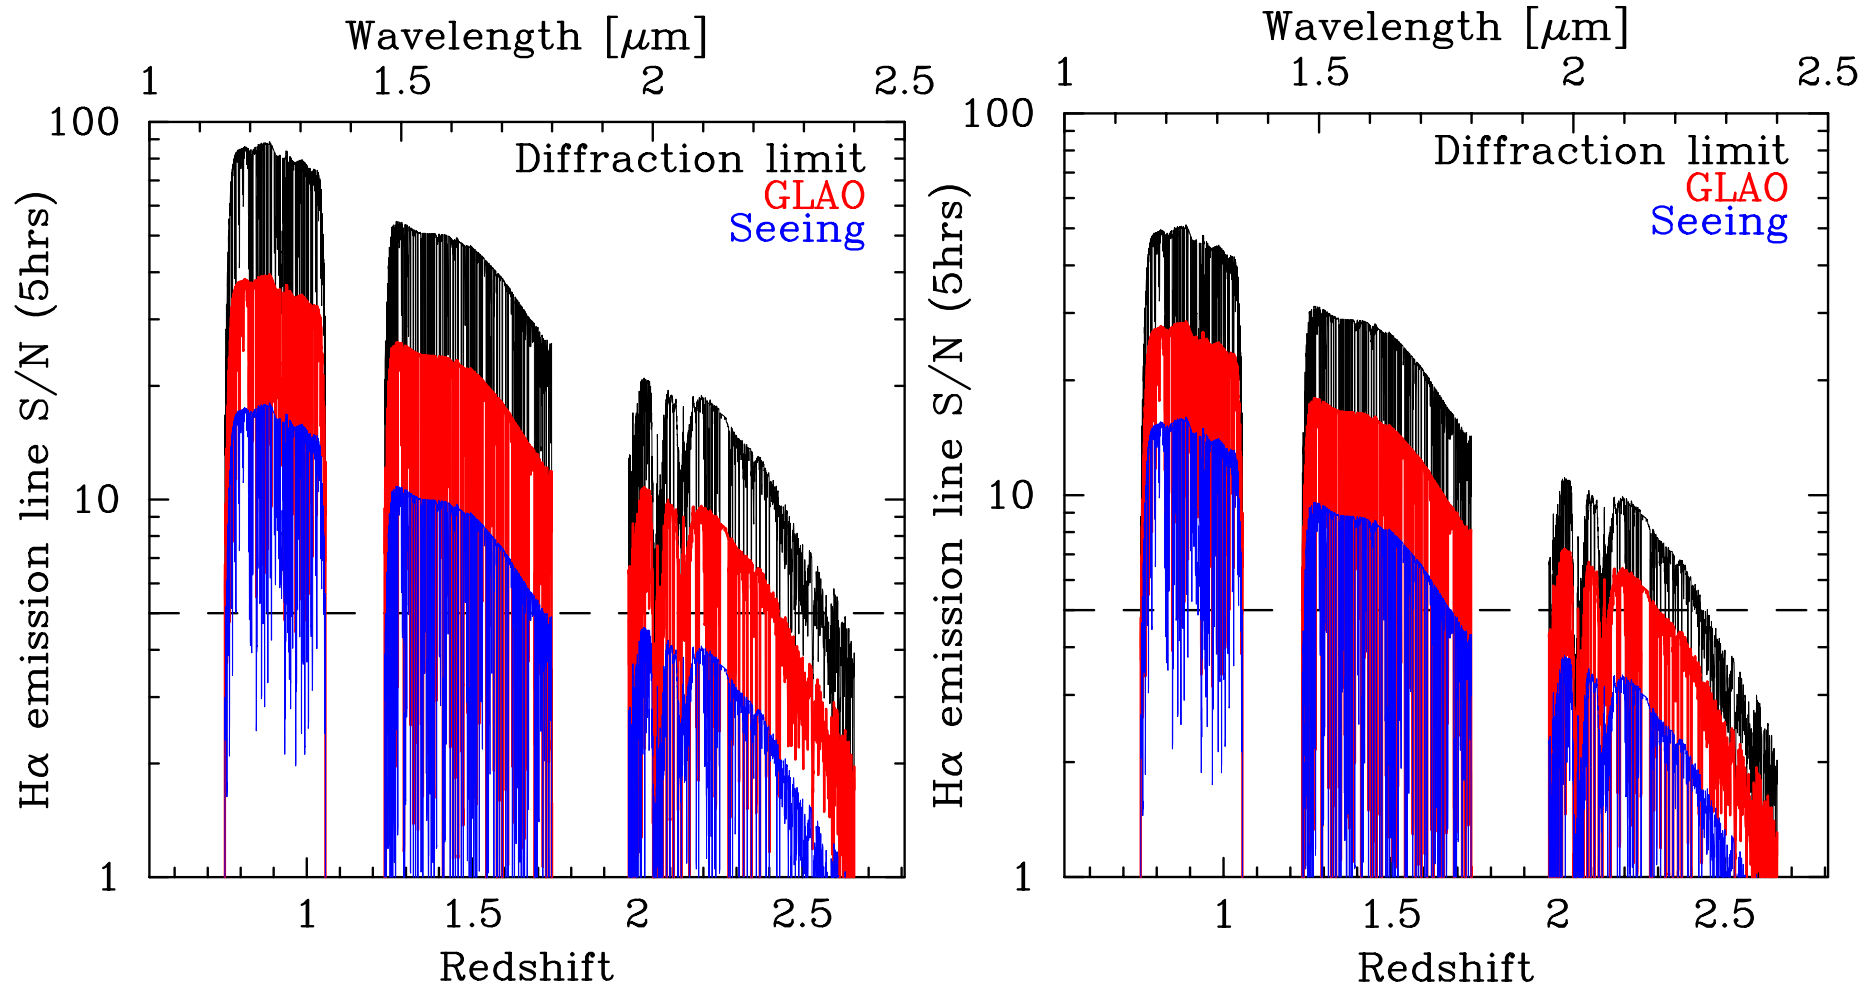 Wavelength [μm]
1 1.5 2 2.5
100
10
1
Hα emission line S/N (5hrs)
Diffraction limit
GLAO
Seeing
1 1.5 2 2.5
Redshift
Wavelength [μm]
1 1.5 2 2.5
100
10
1
Hα emission line S/N (5hrs)
Diffraction limit
GLAO
Seeing
1 1.5 2 2.5
Redshift